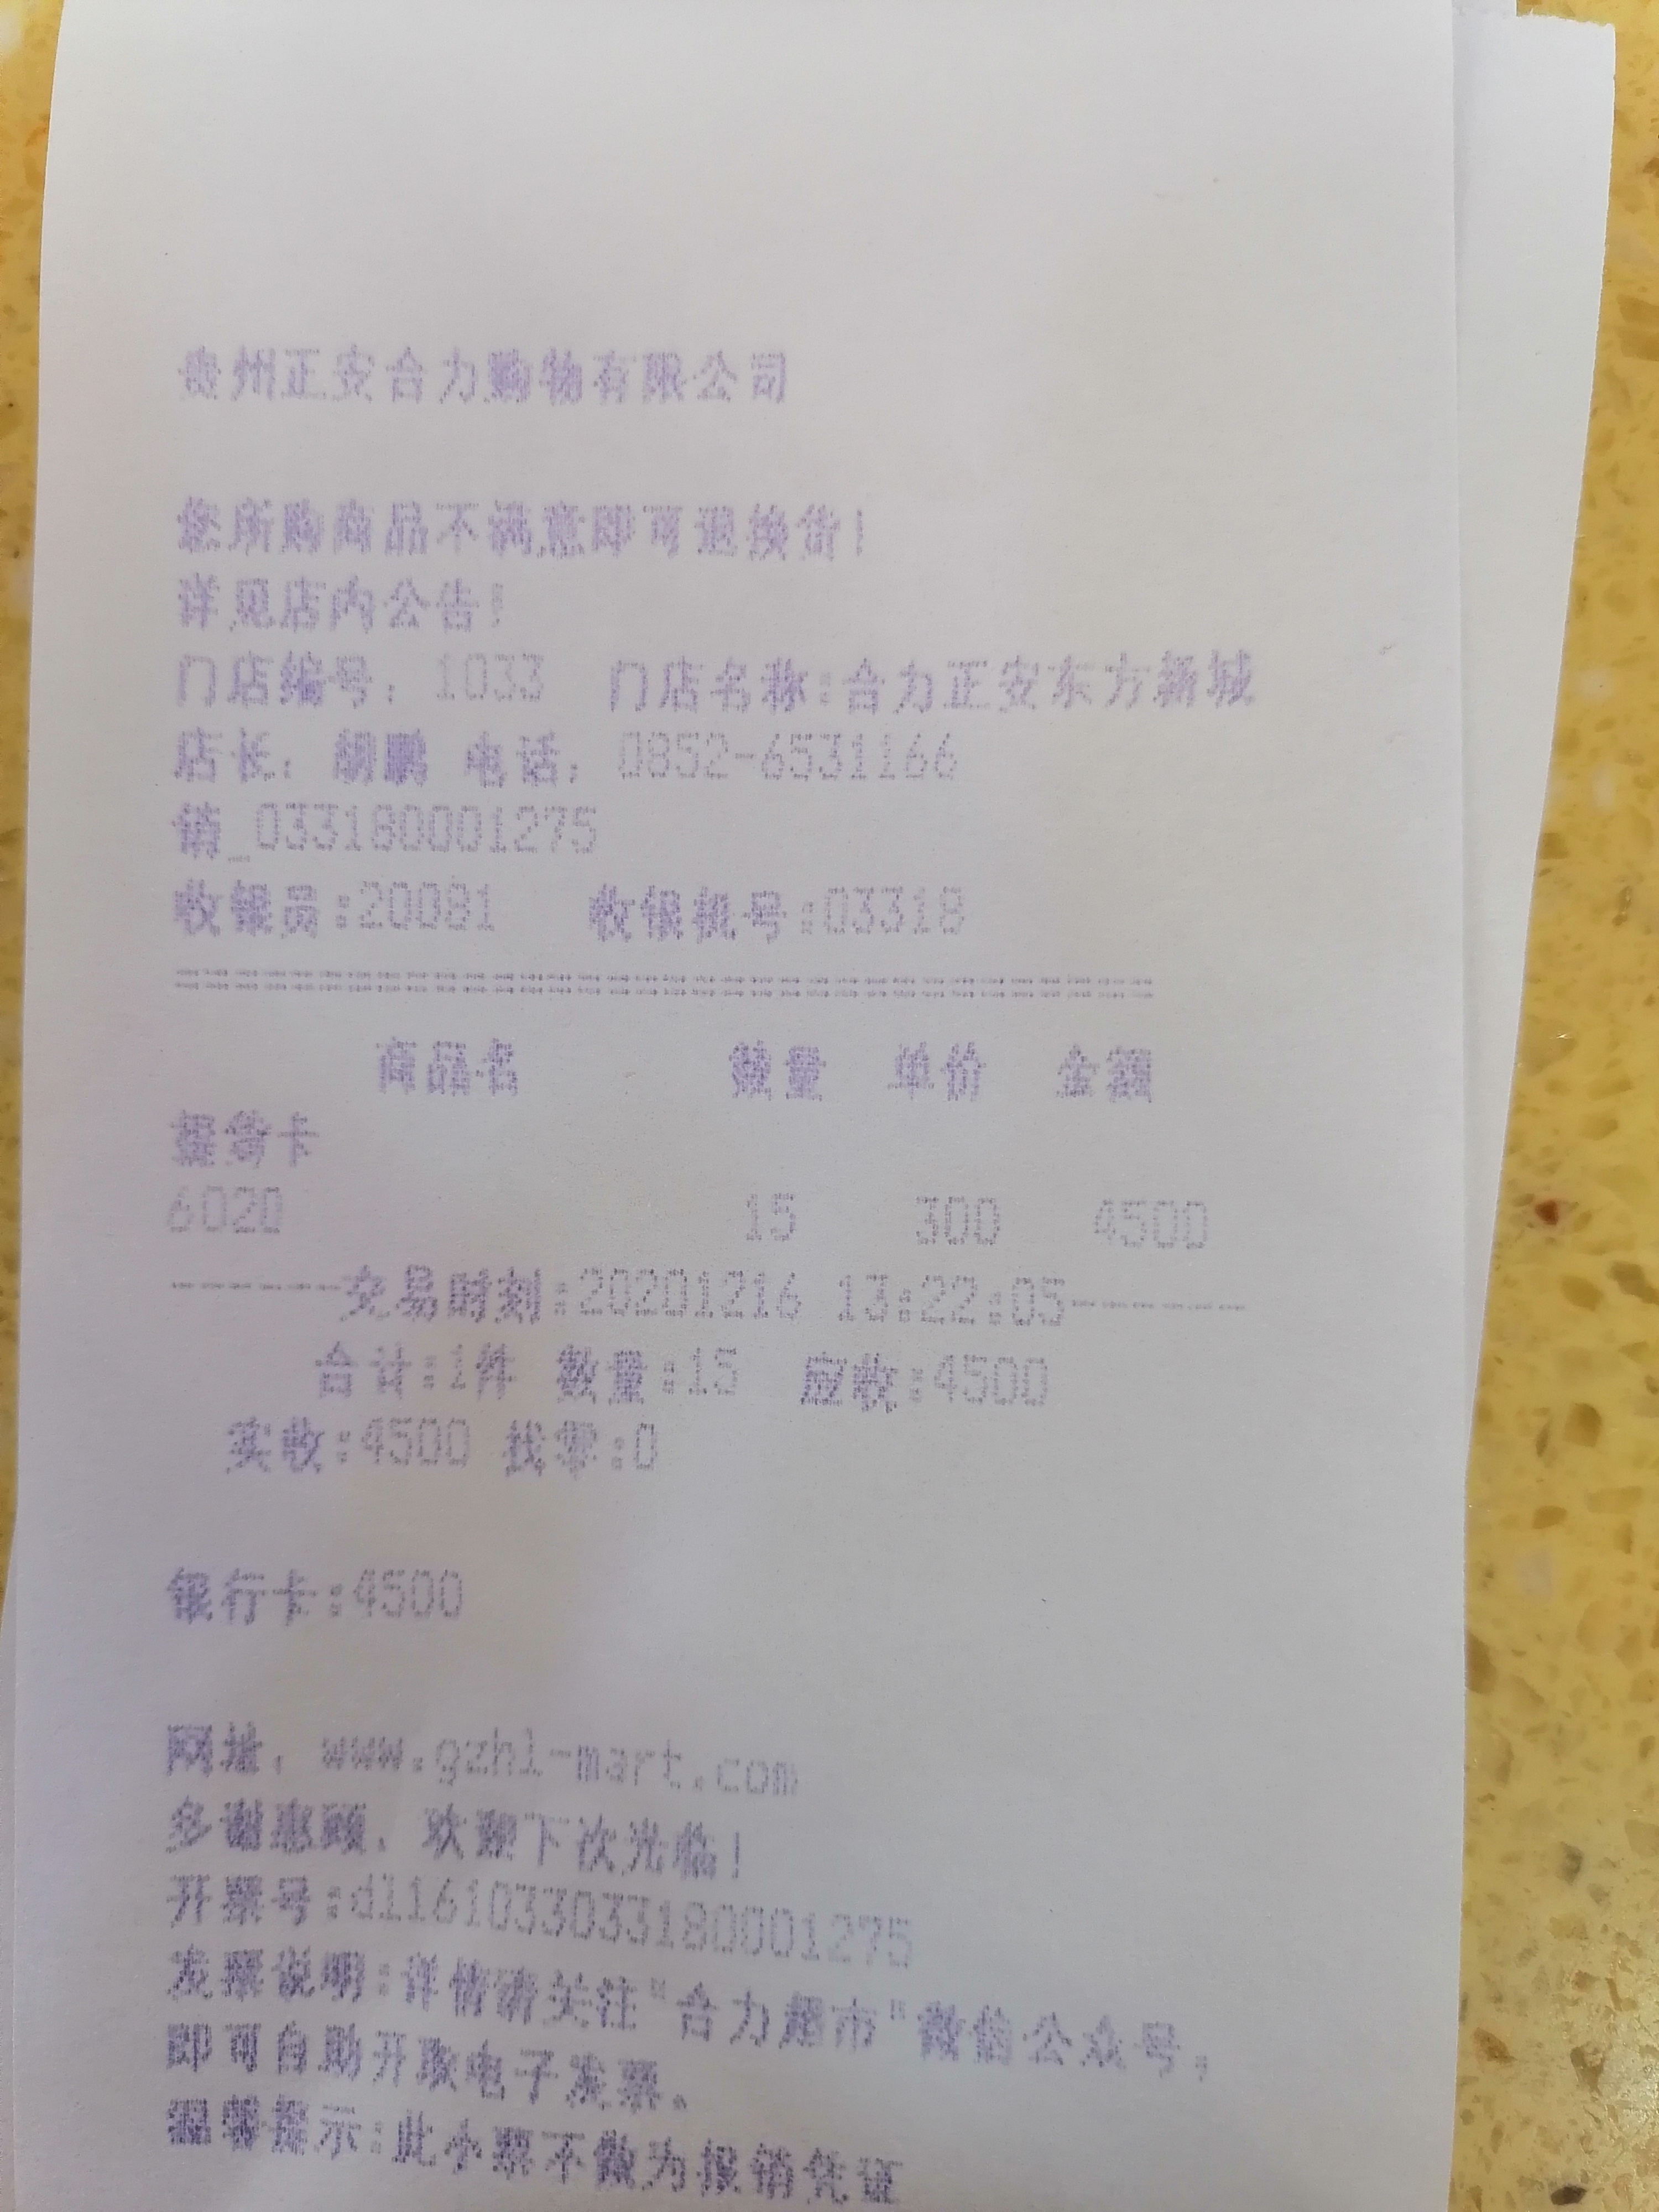 贵州正安合力购物有限公司
您所购商品不满意即可退换货!
详见店内公告!
门店编号: 1033 门店名称:合力正安东方新城
店长: 胡鹏 电话: 0852-6531166
销_0331800001275
收银员:20081 收银机号:03318
==================================
商品名 数量 单价 金额
提货卡
6020 15 300 4500
------交易时刻:20201216 13:22:05------
合计:1件 数量:15 应收:4500
实收:4500 找零:0
银行卡:4500
网址: www.gzhl-mart.com
多谢惠顾, 欢迎下次光临!
开票号:dl1610330331800001275
发票说明:详情请关注"合力超市"微信公众号,
即可自助开取电子发票。
温馨提示:此小票不做为报销凭证